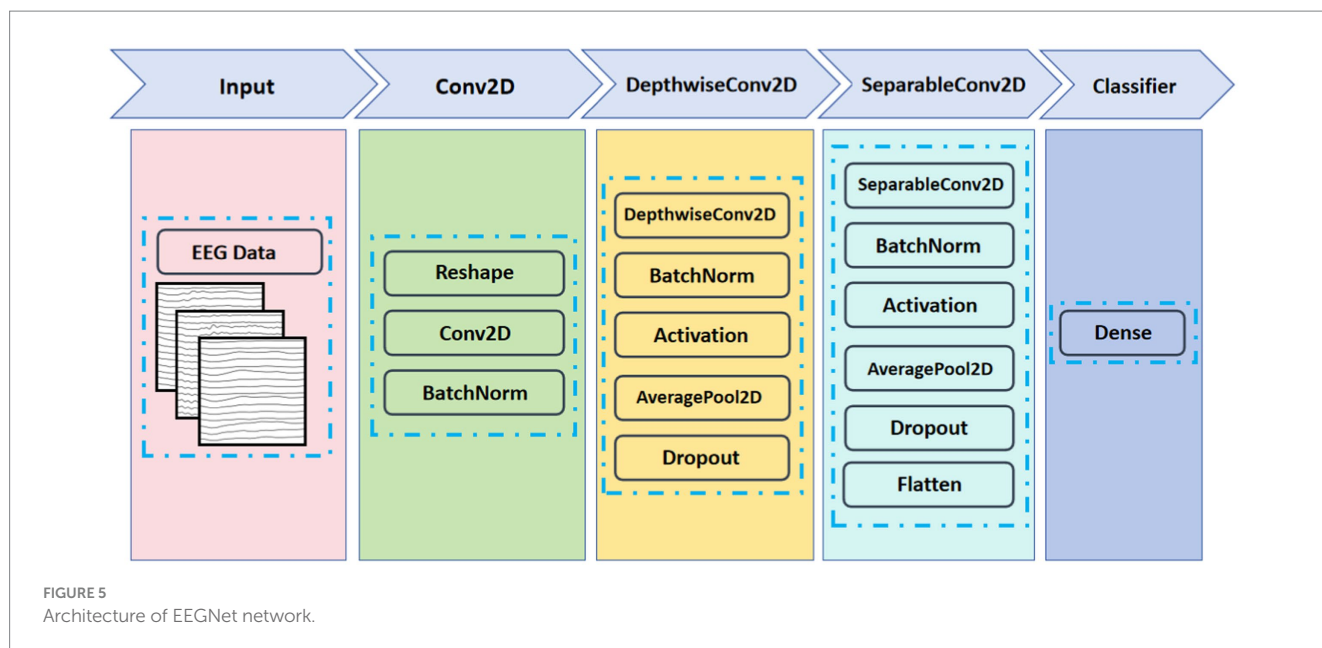 Input
Conv2D
DepthwiseConv2D
SeparableConv2D
Classifier
EEG Data
Reshape
Conv2D
BatchNorm
DepthwiseConv2D
BatchNorm
Activation
AveragePool2D
Dropout
SeparableConv2D
BatchNorm
Activation
AveragePool2D
Dropout
Flatten
Dense
FIGURE 5
Architecture of EEGNet network.